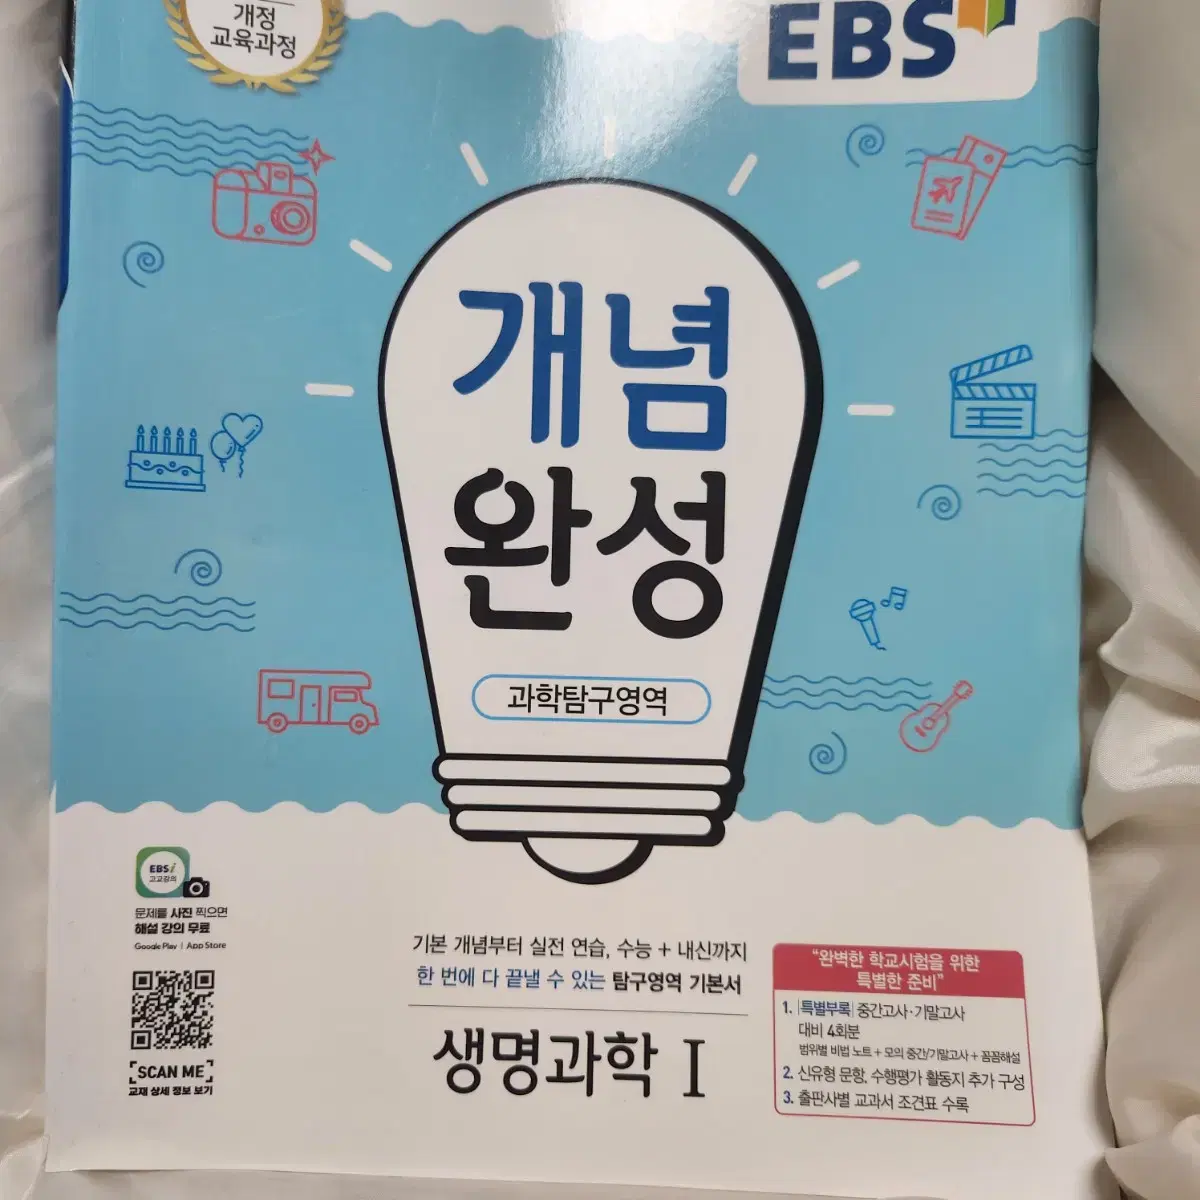 개정
교육과정
EBS
개념
완성
과학탐구영역
EBSi
고교강의
문제를 사진 찍으면
해설 강의 무료
Google Play | App Store
SCAN ME
교재 상세 정보 보기
기본 개념부터 실전 연습, 수능 + 내신까지
한 번에 다 끝낼 수 있는 탐구영역 기본서
생명과학 I
"완벽한 학교시험을 위한
특별한 준비"
1. |특별부록| 중간고사·기말고사
대비 4회분
범위별 비법 노트 + 모의 중간/기말고사 + 꼼꼼해설
2. 신유형 문항, 수행평가 활동지 추가 구성
3. 출판사별 교과서 조견표 수록